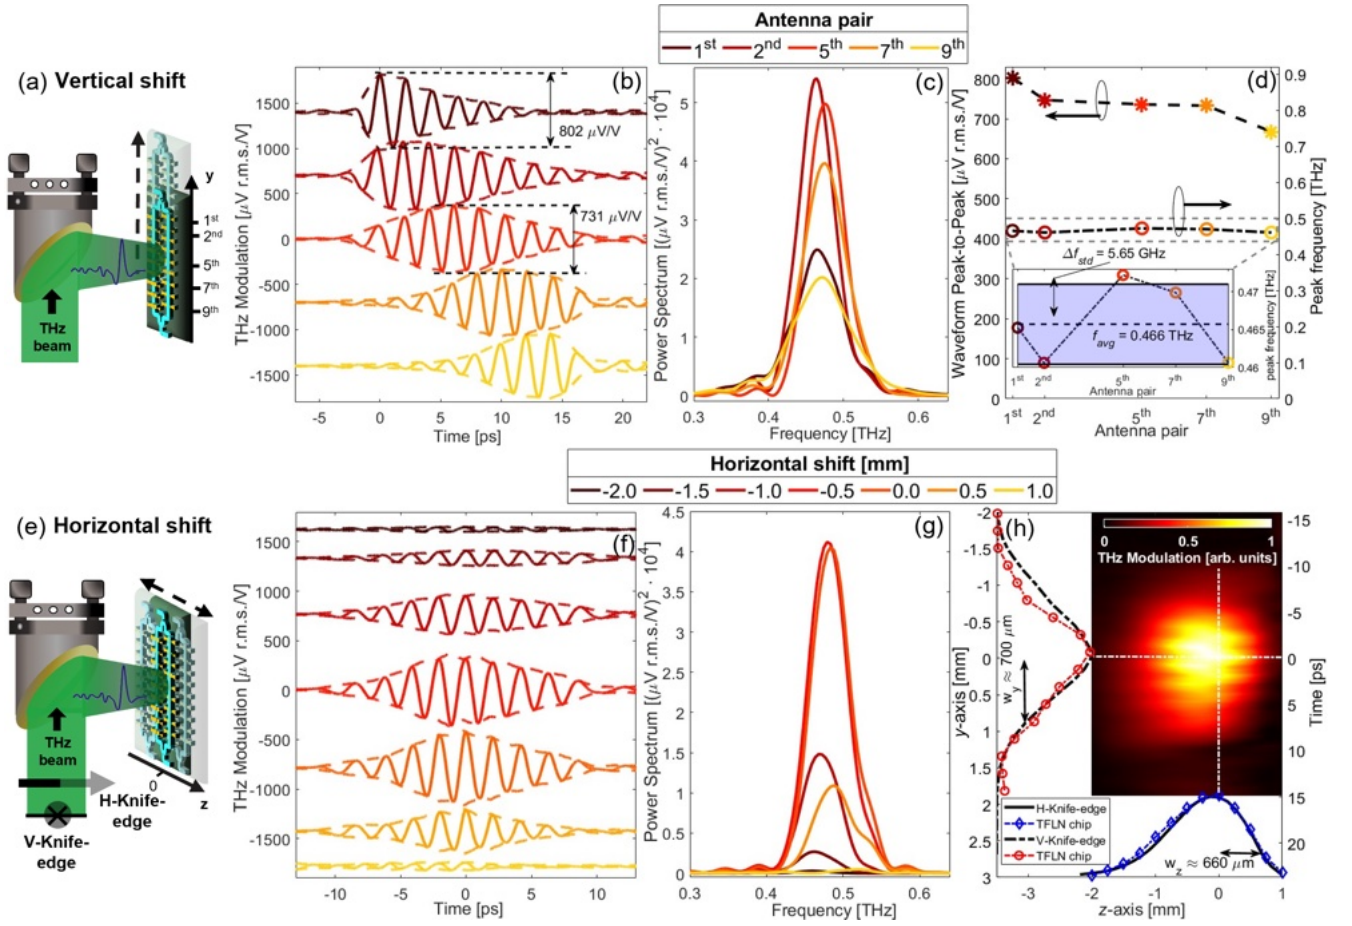 Antenna pair
1st 2nd 5th 7th 9th
(a) Vertical shift
y
1st
2nd
5th
7th
9th
THz
beam
(b)
THz Modulation [μV r.m.s./V]
1500
1000
500
0
-500
-1000
-1500
802 μV/V
731 μV/V
-5 0 5 10 15 20
Time [ps]
(c)
Power Spectrum [(μV r.m.s./V)2 · 104]
5
4
3
2
1
0
0.3 0.4 0.5 0.6
Frequency [THz]
(d)
Waveform Peak-to-Peak [μV r.m.s./V]
800
700
600
500
400
300
200
100
0
0.9
0.8
0.7
0.6
0.5
0.4
0.3
0.2
0.1
0
Peak frequency [THz]
Δfstd = 5.65 GHz
favg = 0.466 THz
0.47
0.465
0.46
peak frequency [THz]
1st 2nd 5th 7th 9th
Antenna pair
1st 2nd 5th 7th 9th
Antenna pair
Horizontal shift [mm]
-2.0 -1.5 -1.0 -0.5 0.0 0.5 1.0
(e) Horizontal shift
THz
beam
0
z
H-Knife-
edge
V-Knife-
edge
(f)
THz Modulation [μV r.m.s./V]
1500
1000
500
0
-500
-1000
-1500
-10 -5 0 5 10
Time [ps]
(g)
Power Spectrum [(μV r.m.s./V)2 · 104]
4.5
4
3.5
3
2.5
2
1.5
1
0.5
0
0.3 0.4 0.5 0.6
Frequency [THz]
(h)
y-axis [mm]
-2
-1.5
-1
-0.5
0
0.5
1
1.5
2
2.5
3
wy ≈ 700 μm
0 0.5 1
THz Modulation [arb. units]
-15
-10
-5
0
5
10
15
20
Time [ps]
H-Knife-edge
TFLN chip
V-Knife-edge
TFLN chip
wz ≈ 660 μm
-3 -2 -1 0 1
z-axis [mm]